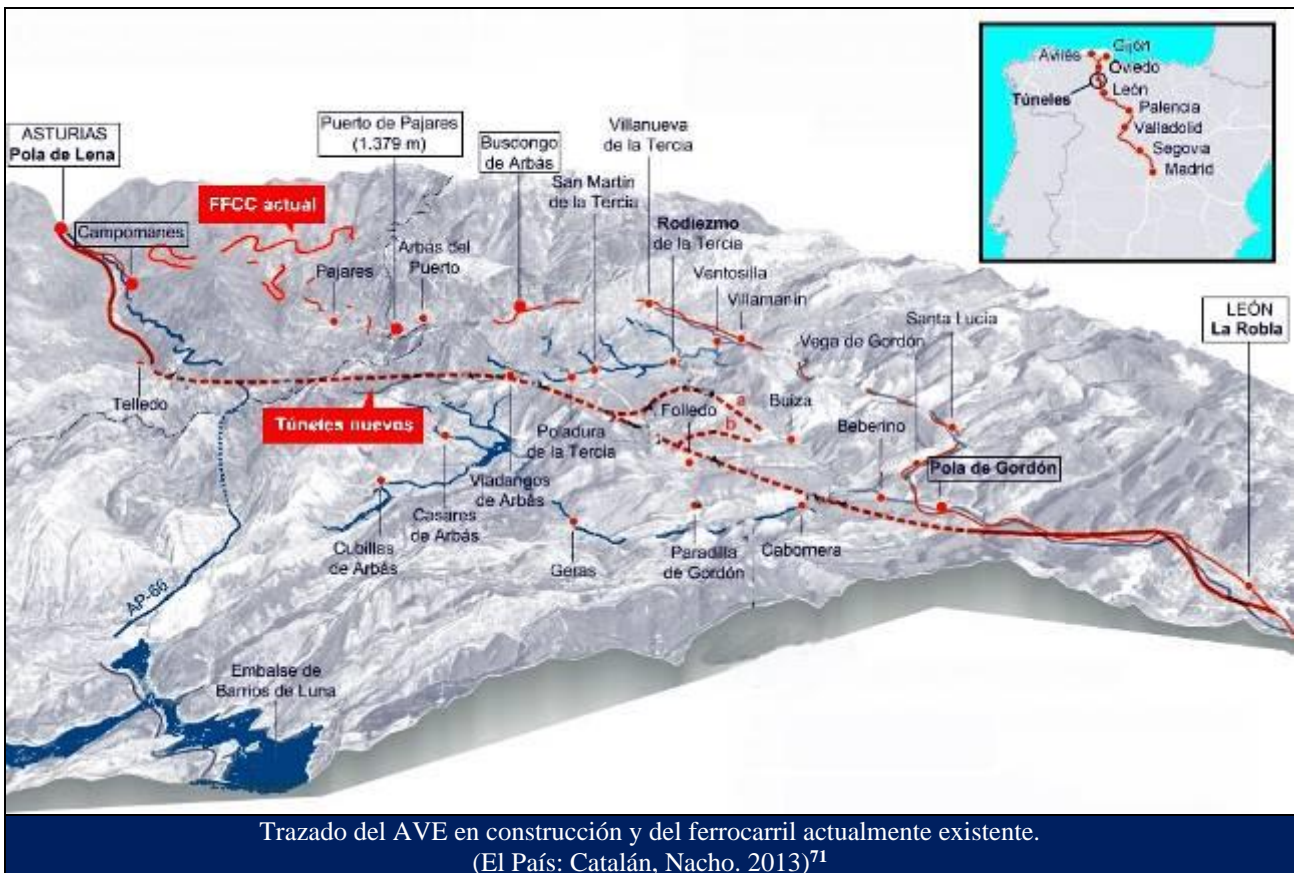 Avilés
Gijón
Oviedo
Túneles
León
Palencia
Valladolid
Segovia
Madrid
ASTURIAS
Pola de Lena
Puerto de Pajares
(1.379 m)
Busdongo
de Arbás
Villanueva
de la Tercia
San Martín
de la Tercia
FFCC actual
Campomanes
Rodiezmo
de la Tercia
Arbás del
Puerto
Pajares
Ventosilla
Villamanín
Santa Lucía
LEÓN
La Robla
Vega de Gordón
Telledo
Túneles nuevos
a
b
Folledo
Buiza
Beberino
Poladura
de la Tercia
Pola de Gordón
Viadangos
de Arbás
Casares
de Arbás
Cubillas
de Arbás
Geras
Paradilla
de Gordón
Cabornera
AP-66
Embalse de
Barrios de Luna
Trazado del AVE en construcción y del ferrocarril actualmente existente.
(El País: Catalán, Nacho. 2013)71